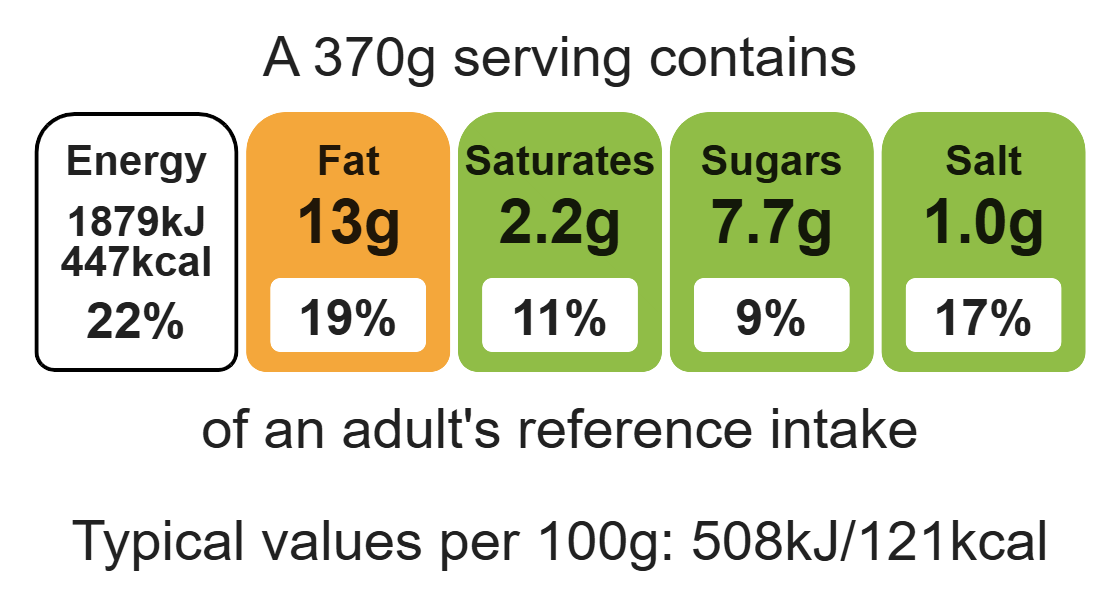 A 370g serving contains
Energy
1879kJ
447kcal
22%
Fat
13g
19%
Saturates
2.2g
11%
Sugars
7.7g
9%
Salt
1.0g
17%
of an adult's reference intake
Typical values per 100g: 508kJ/121kcal